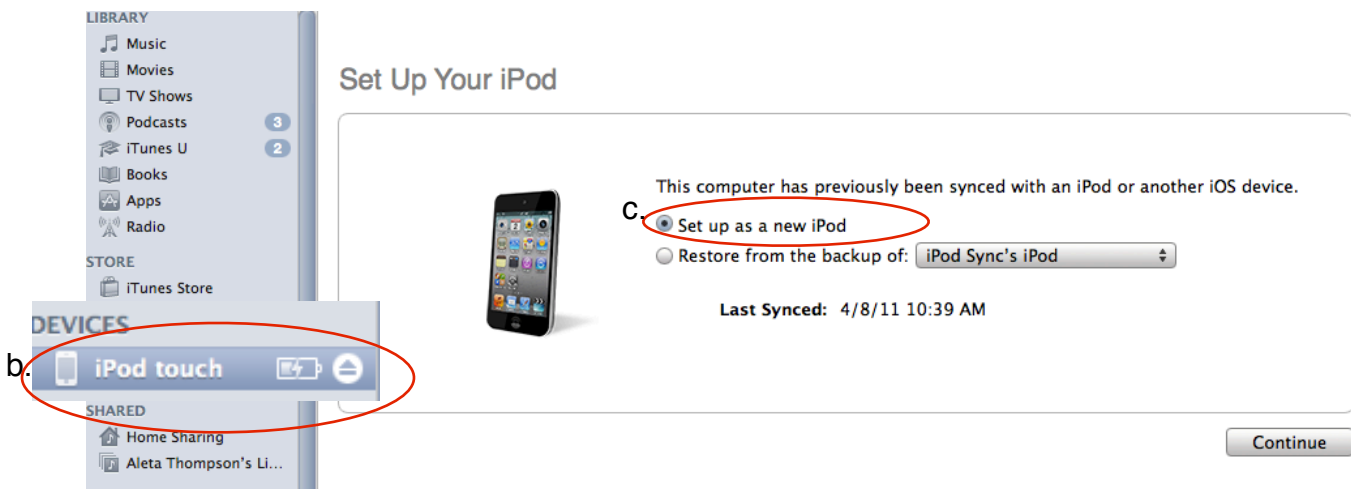 LIBRARY
Music
Movies
TV Shows
Podcasts 3
iTunes U 2
Books
Apps
Radio
STORE
iTunes Store
DEVICES
b. iPod touch
SHARED
Home Sharing
Aleta Thompson's Li...
Set Up Your iPod
This computer has previously been synced with an iPod or another iOS device.
c. Set up as a new iPod
Restore from the backup of: iPod Sync's iPod
Last Synced: 4/8/11 10:39 AM
Continue